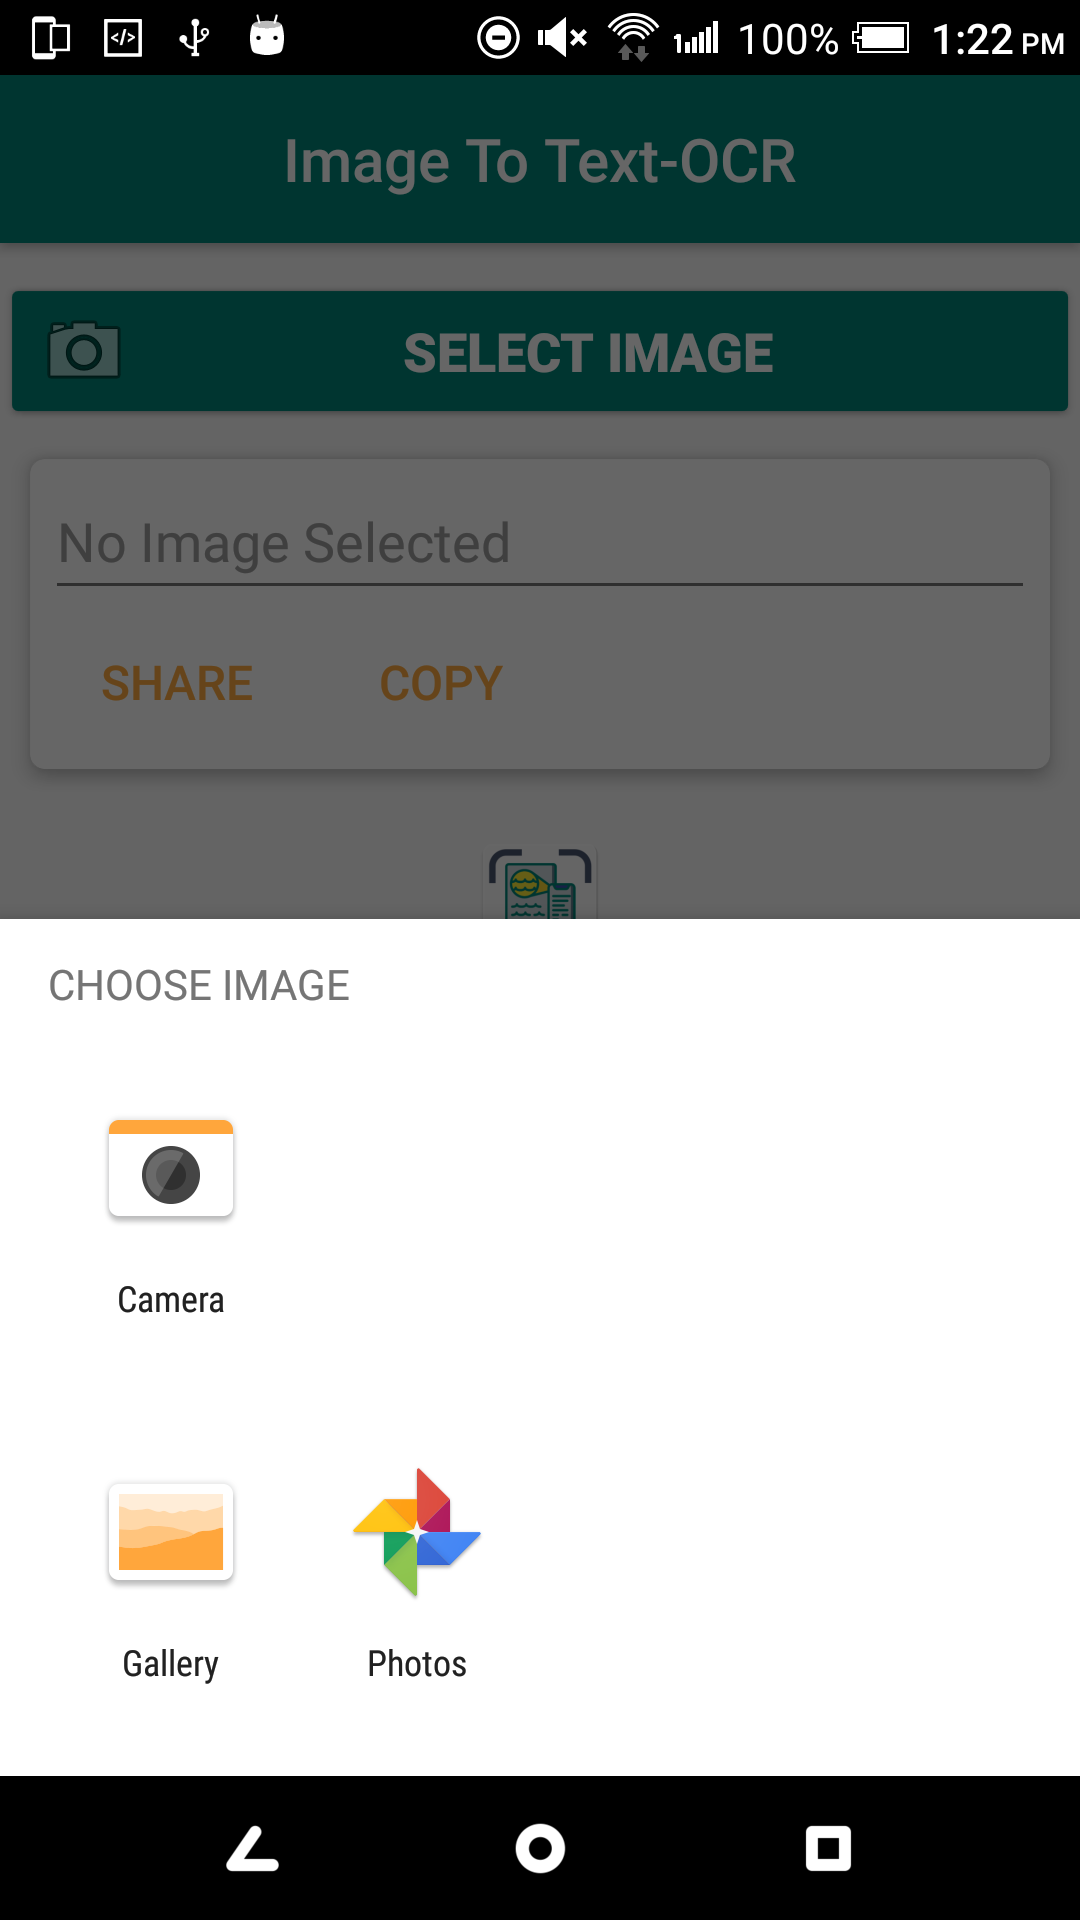 100% 1:22 PM
Image To Text-OCR
SELECT IMAGE
No Image Selected
SHARE COPY
CHOOSE IMAGE
Camera
Gallery Photos